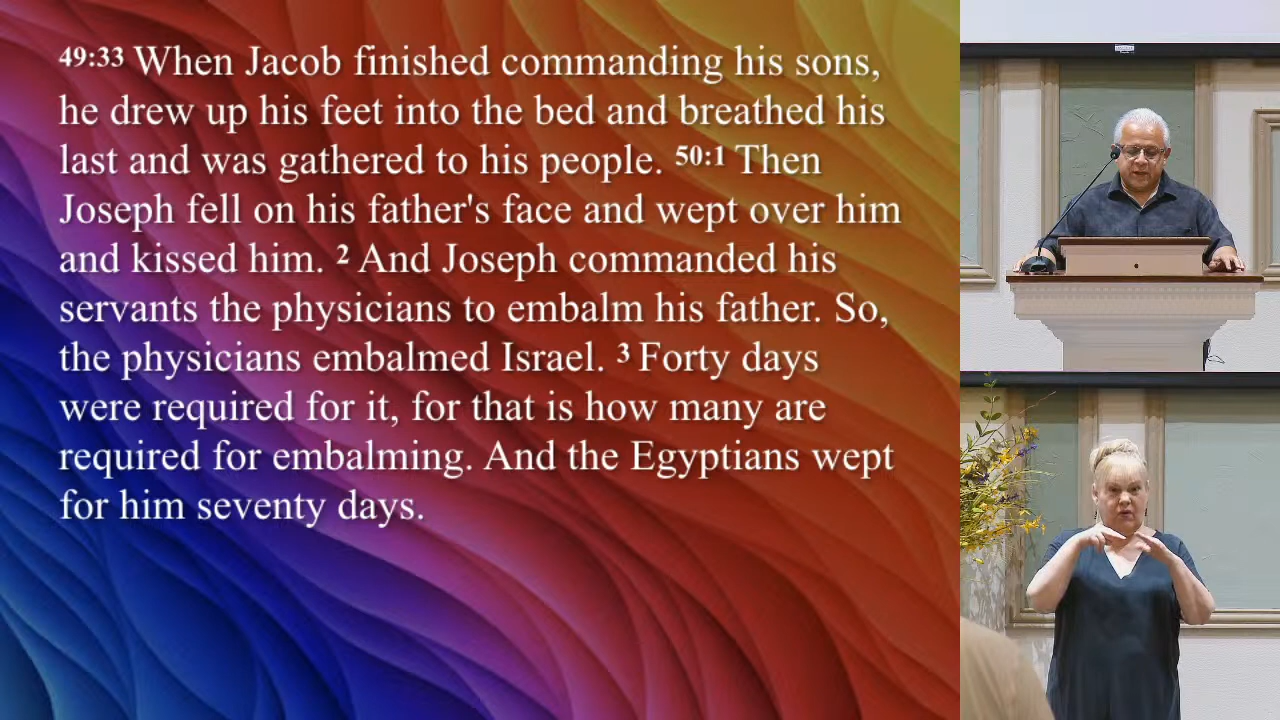 49:33 When Jacob finished commanding his sons,
he drew up his feet into the bed and breathed his
last and was gathered to his people. 50:1 Then
Joseph fell on his father's face and wept over him
and kissed him. 2 And Joseph commanded his
servants the physicians to embalm his father. So,
the physicians embalmed Israel. 3 Forty days
were required for it, for that is how many are
required for embalming. And the Egyptians wept
for him seventy days.